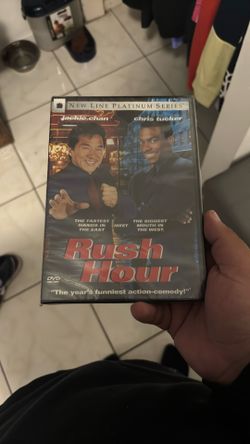 NEW LINE PLATINUM SERIES
jackie chan chris tucker
THE FASTEST
HANDS IN
THE EAST
MEET
THE BIGGEST
MOUTH IN
THE WEST
Rush
Hour
DVD
"The year's funniest action-comedy!"